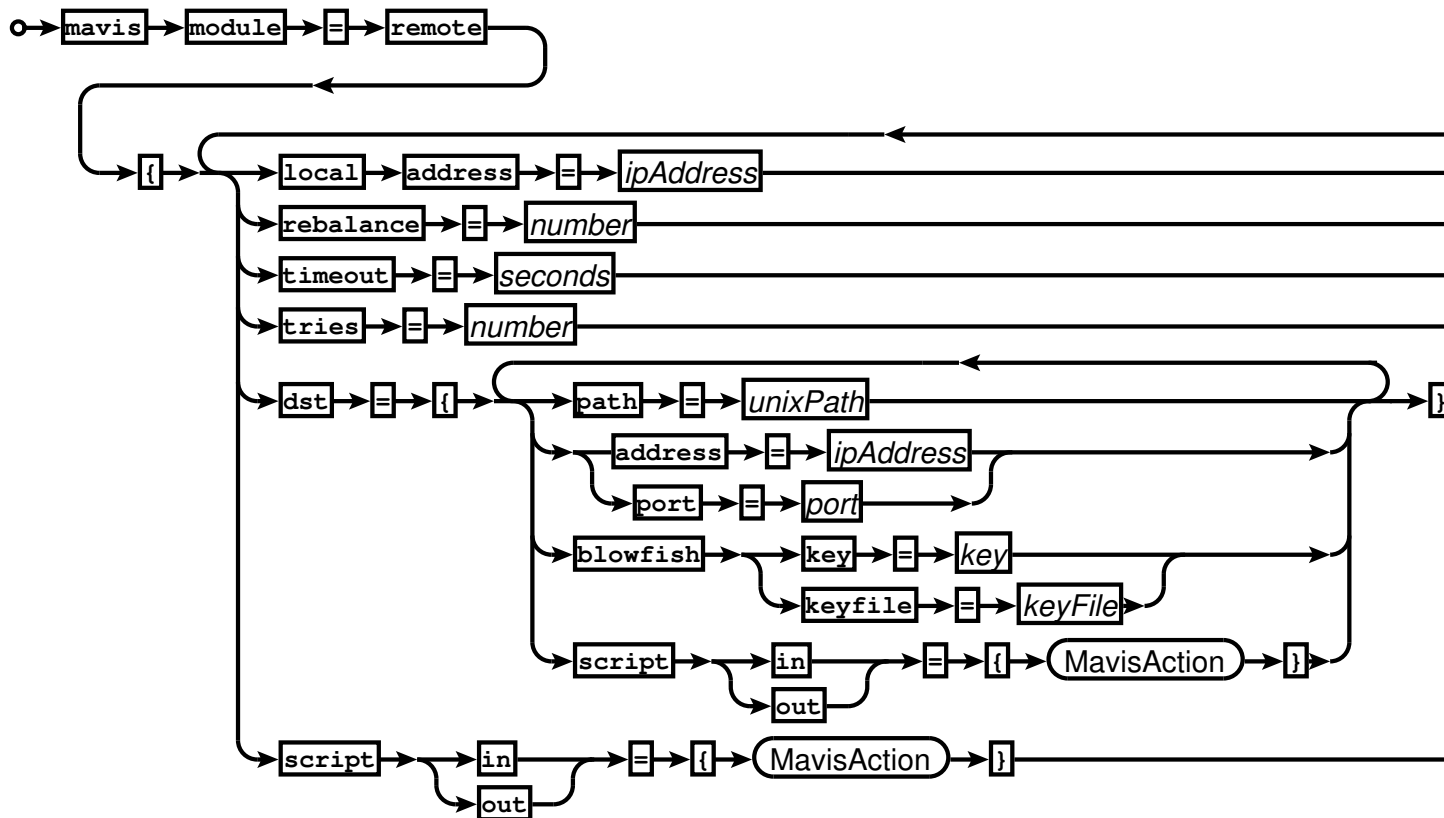 mavis module = remote
{ local address = ipAddress
rebalance = number
timeout = seconds
tries = number
dst = { path = unixPath }
address = ipAddress
port = port
blowfish key = key
keyfile = keyFile
script in = { MavisAction }
out
script in = { MavisAction }
out